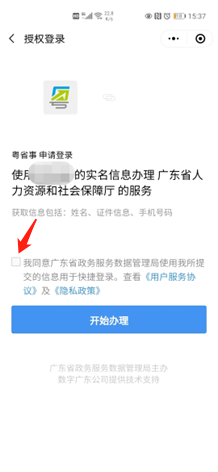 15:37
授权登录
粤省事 申请登录
使用 的实名信息办理 广东省人
力资源和社会保障厅 的服务
获取信息包括：姓名、证件信息、手机号码
我同意广东省政务服务数据管理局使用我所提
交的信息用于快捷登录。查看《用户服务协
议》及《隐私政策》
开始办理
广东省政务服务数据管理局主办
数字广东公司提供技术支持